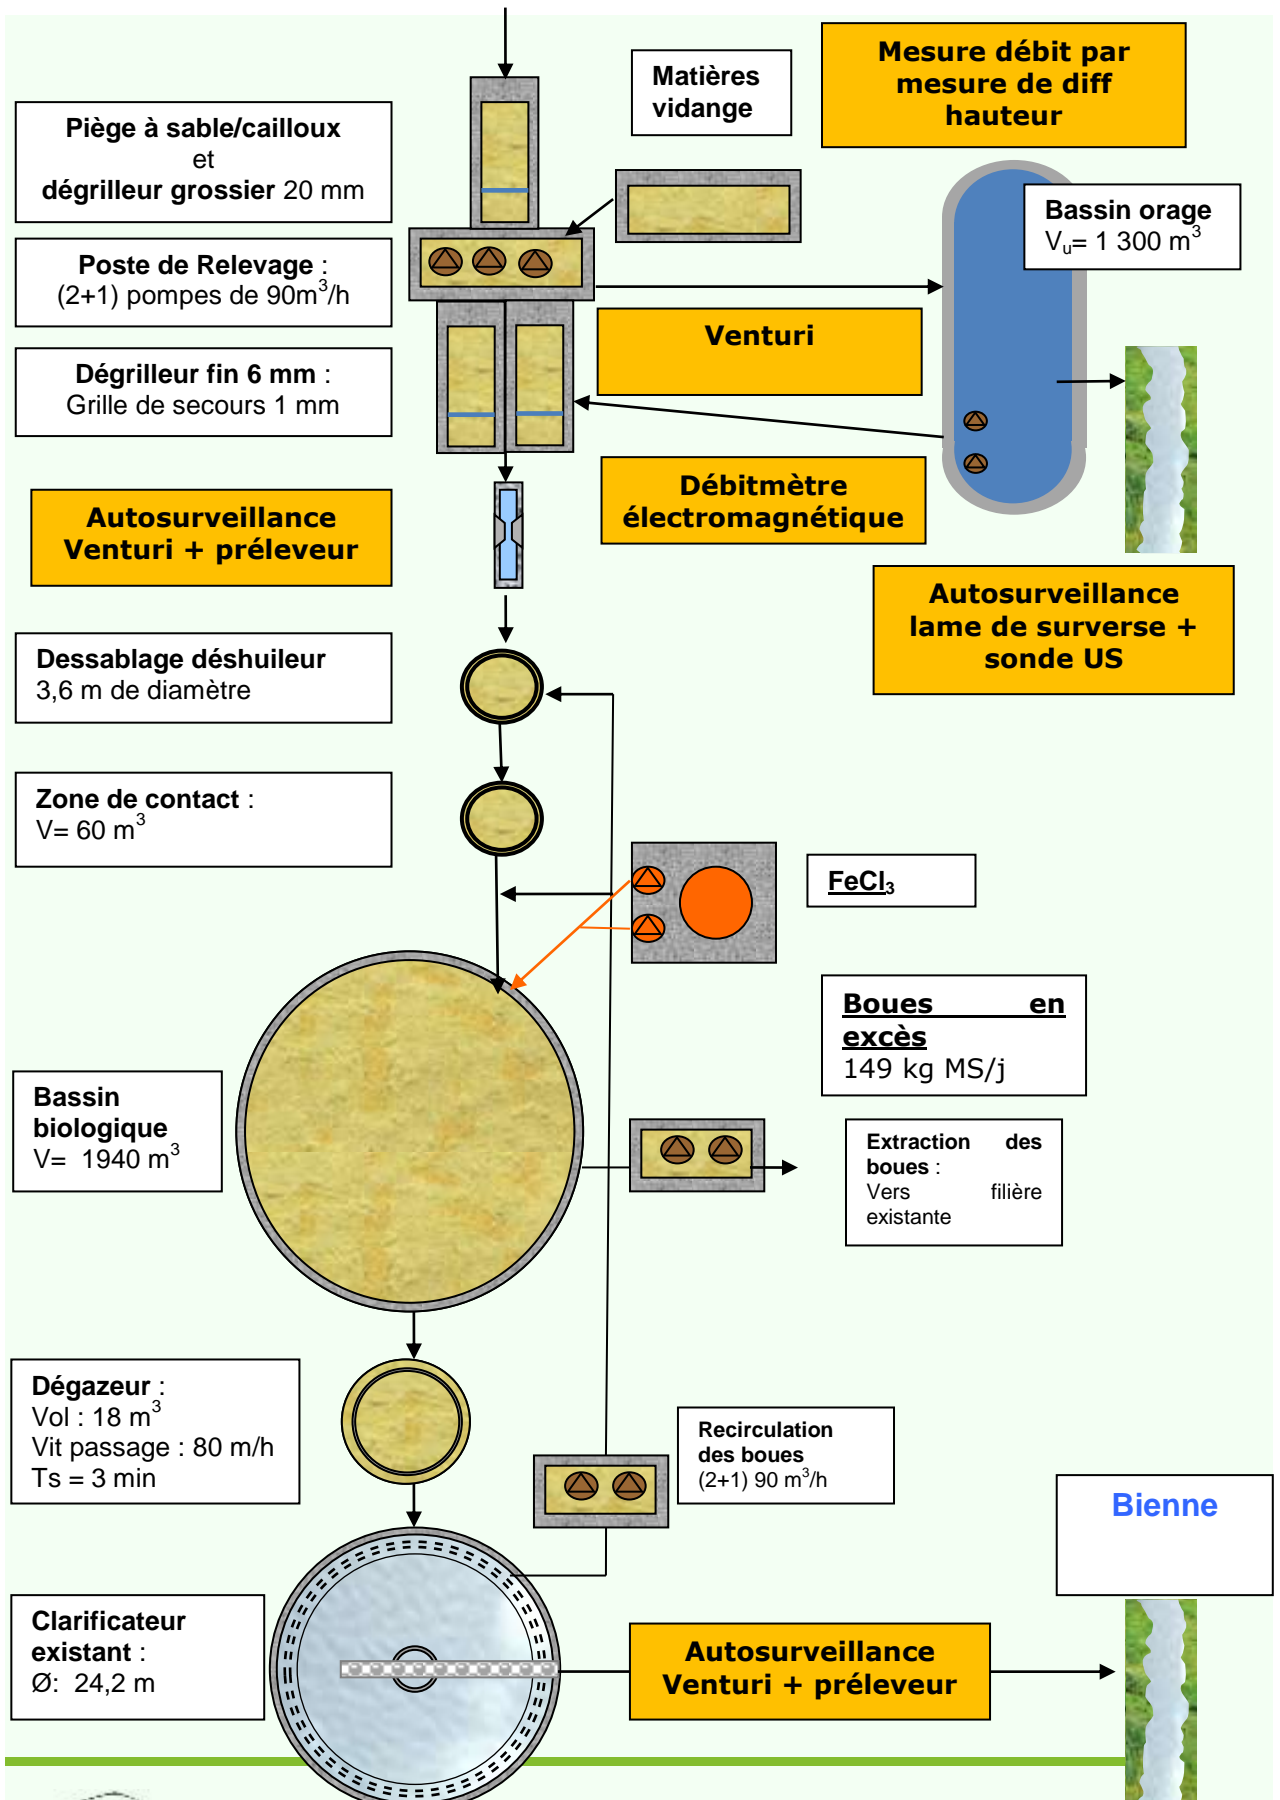 Matières
vidange
Mesure débit par
mesure de diff
hauteur
Piège à sable/cailloux
et
dégrilleur grossier 20 mm
Bassin orage
Vu= 1 300 m3
Poste de Relevage :
(2+1) pompes de 90m3/h
Venturi
Dégrilleur fin 6 mm :
Grille de secours 1 mm
Débitmètre
électromagnétique
Autosurveillance
Venturi + préleveur
Autosurveillance
lame de surverse +
sonde US
Dessablage déshuileur
3,6 m de diamètre
Zone de contact :
V= 60 m3
FeCl3
Boues en
excès
149 kg MS/j
Bassin
biologique
V= 1940 m3
Extraction des
boues :
Vers filière
existante
Dégazeur :
Vol : 18 m3
Vit passage : 80 m/h
Ts = 3 min
Recirculation
des boues
(2+1) 90 m3/h
Bienne
Clarificateur
existant :
Ø: 24,2 m
Autosurveillance
Venturi + préleveur